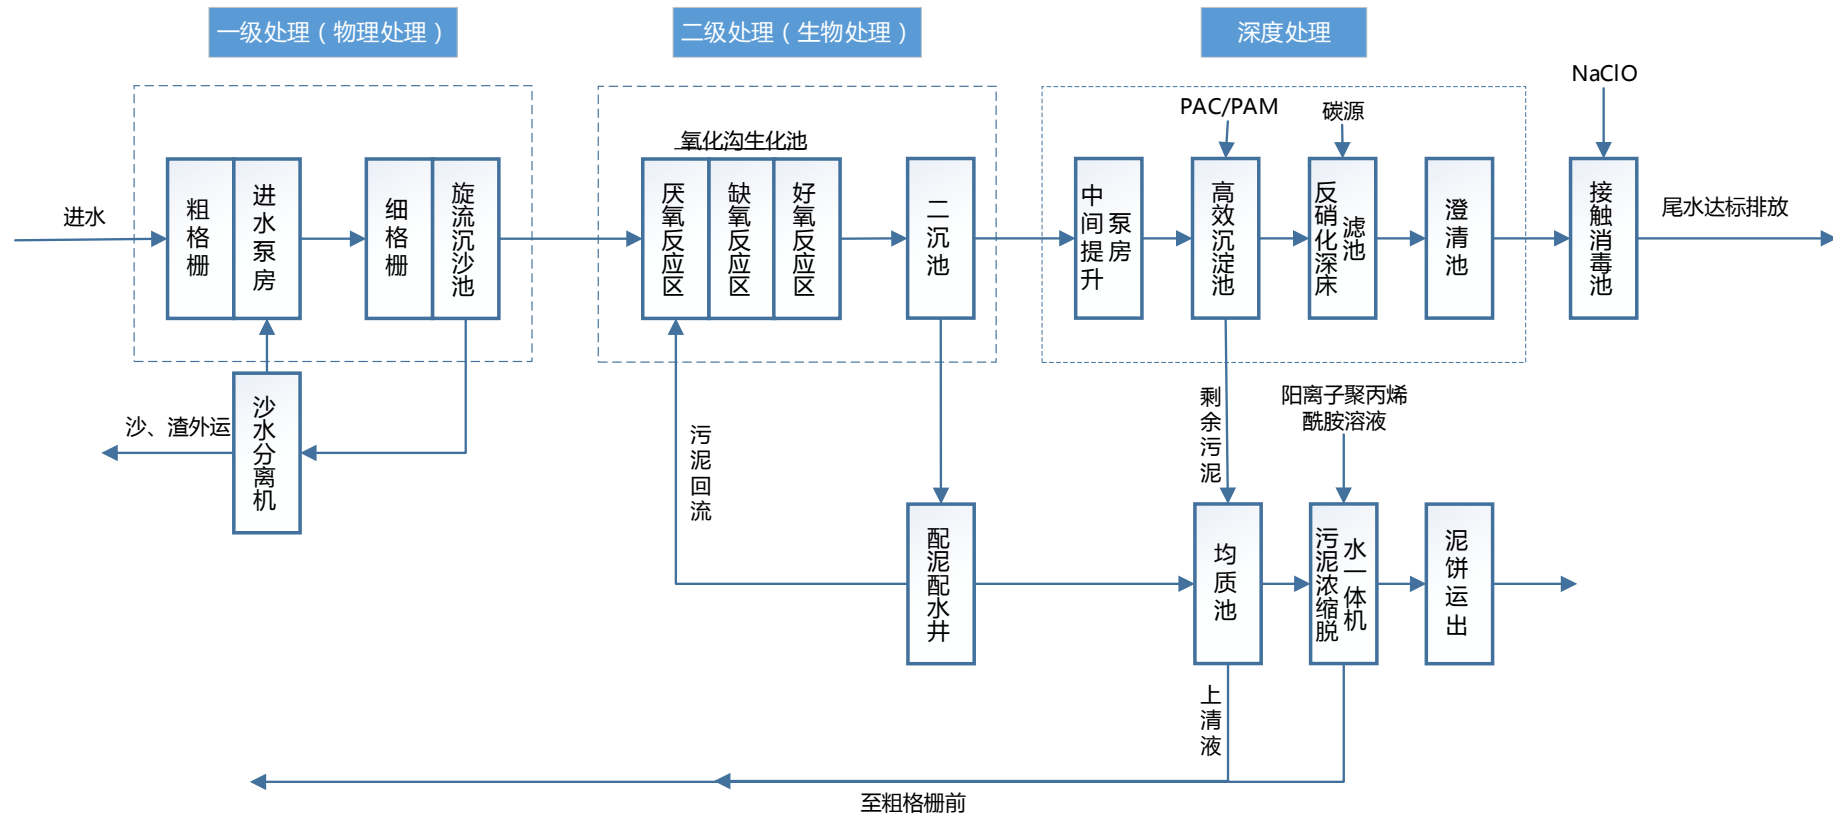 一级处理（物理处理）
二级处理（生物处理）
深度处理
NaClO
PAC/PAM
碳源
氧化沟生化池
进水
粗格栅
进水泵房
细格栅
旋流沉沙池
厌氧反应区
缺氧反应区
好氧反应区
二沉池
中间提升
泵房
高效沉淀池
反硝化深床
滤池
澄清池
接触消毒池
尾水达标排放
沙、渣外运
沙水分离机
污泥回流
剩余污泥
阳离子聚丙烯
酰胺溶液
配泥配水井
均质池
污泥浓缩脱
水一体机
泥饼运出
上清液
至粗格栅前